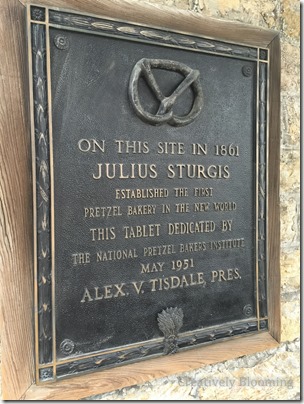 ON THIS SITE IN 1861
JULIUS STURGIS
ESTABLISHED THE FIRST
PRETZEL BAKERY IN THE NEW WORLD
THIS TABLET DEDICATED BY
THE NATIONAL PRETZEL BAKERS INSTITUTE
MAY 1951
ALEX. V. TISDALE, PRES.
Creatively Blooming